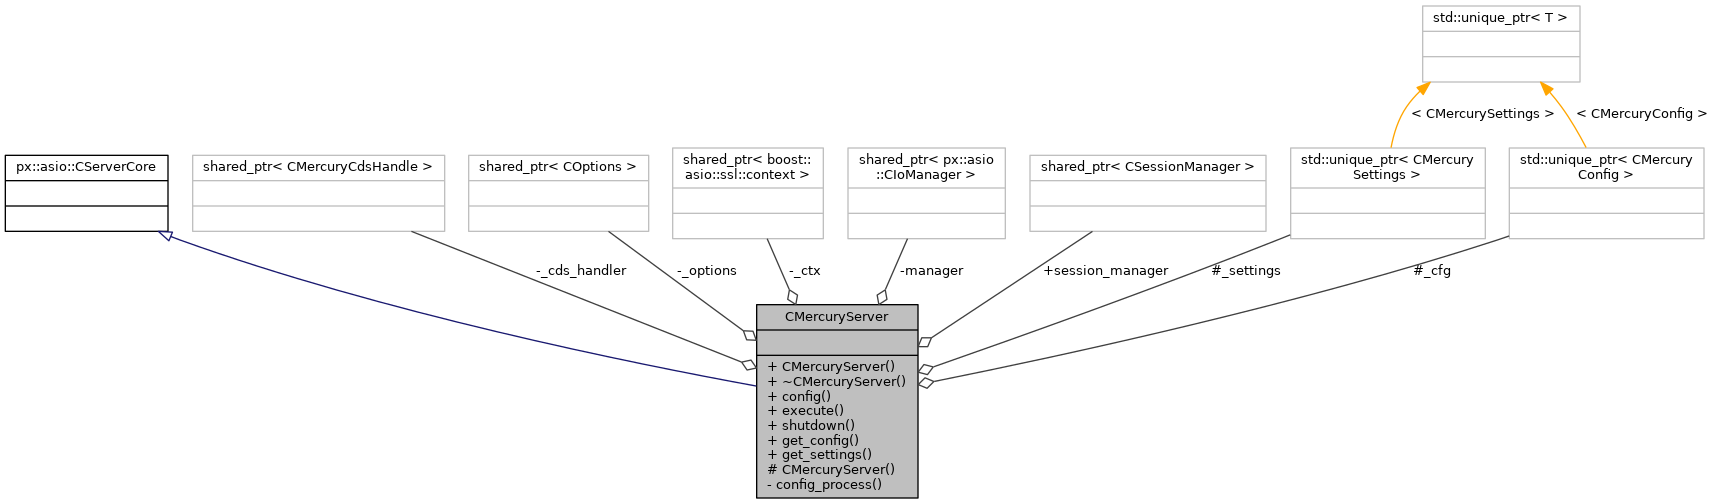 std::unique_ptr< T >
< CMercurySettings >
< CMercuryConfig >
px::asio::CServerCore
shared_ptr< CMercuryCdsHandle >
shared_ptr< COptions >
shared_ptr< boost::
asio::ssl::context >
shared_ptr< px::asio
::CIoManager >
shared_ptr< CSessionManager >
std::unique_ptr< CMercury
Settings >
std::unique_ptr< CMercury
Config >
-_cds_handler
-_options
-_ctx
-manager
+session_manager
#_settings
#_cfg
CMercuryServer
+ CMercuryServer()
+ ~CMercuryServer()
+ config()
+ execute()
+ shutdown()
+ get_config()
+ get_settings()
# CMercuryServer()
- config_process()